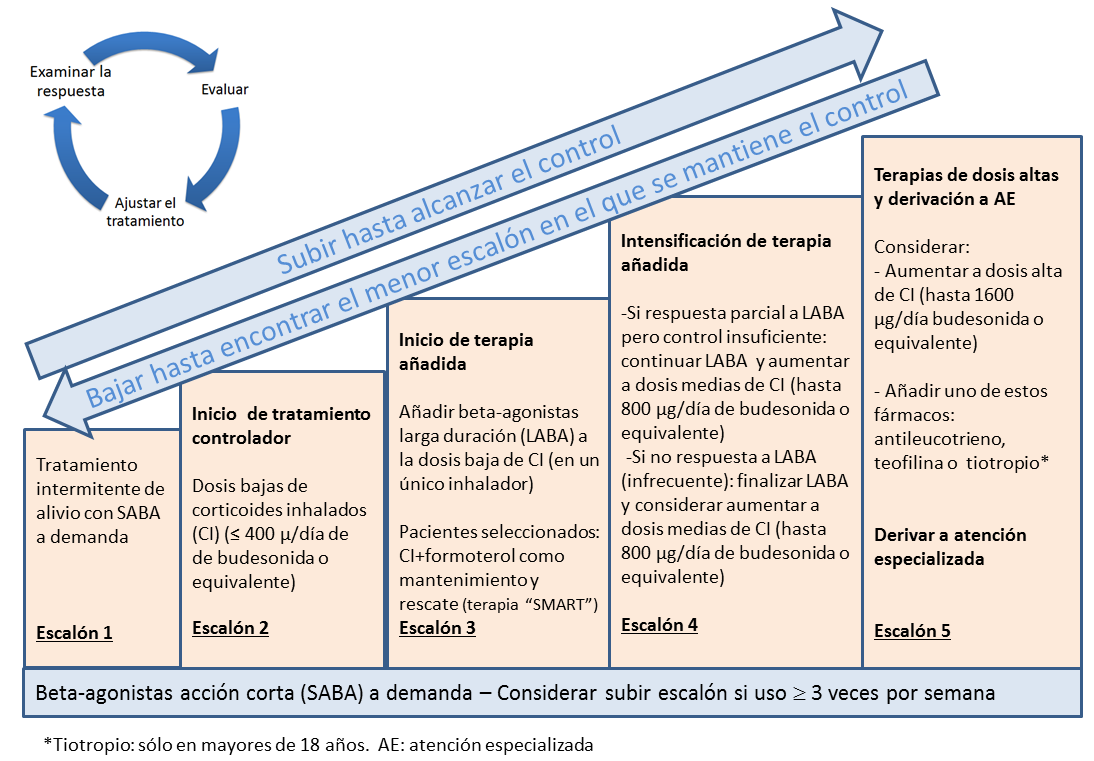 Examinar la
respuesta
Evaluar
Ajustar el
tratamiento
Subir hasta alcanzar el control
Bajar hasta encontrar el menor escalón en el que se mantiene el control
Tratamiento
intermitente de
alivio con SABA
a demanda
Escalón 1
Inicio de tratamiento
controlador
Dosis bajas de
corticoides inhalados
(CI) (≤ 400 µ/día de
de budesonida o
equivalente)
Escalón 2
Inicio de terapia
añadida
Añadir beta-agonistas
larga duración (LABA) a
la dosis baja de CI (en un
único inhalador)
Pacientes seleccionados:
CI+formoterol como
mantenimiento y
rescate (terapia “SMART”)
Escalón 3
Intensificación de terapia
añadida
-Si respuesta parcial a LABA
pero control insuficiente:
continuar LABA y aumentar
a dosis medias de CI (hasta
800 µg/día de budesonida o
equivalente)
-Si no respuesta a LABA
(infrecuente): finalizar LABA
y considerar aumentar a
dosis medias de CI (hasta
800 µg/día de budesonida o
equivalente)
Escalón 4
Terapias de dosis altas
y derivación a AE
Considerar:
- Aumentar a dosis alta
de CI (hasta 1600
µg/día budesonida o
equivalente)
- Añadir uno de estos
fármacos:
antileucotrieno,
teofilina o tiotropio*
Derivar a atención
especializada
Escalón 5
Beta-agonistas acción corta (SABA) a demanda – Considerar subir escalón si uso ≥ 3 veces por semana
*Tiotropio: sólo en mayores de 18 años. AE: atención especializada